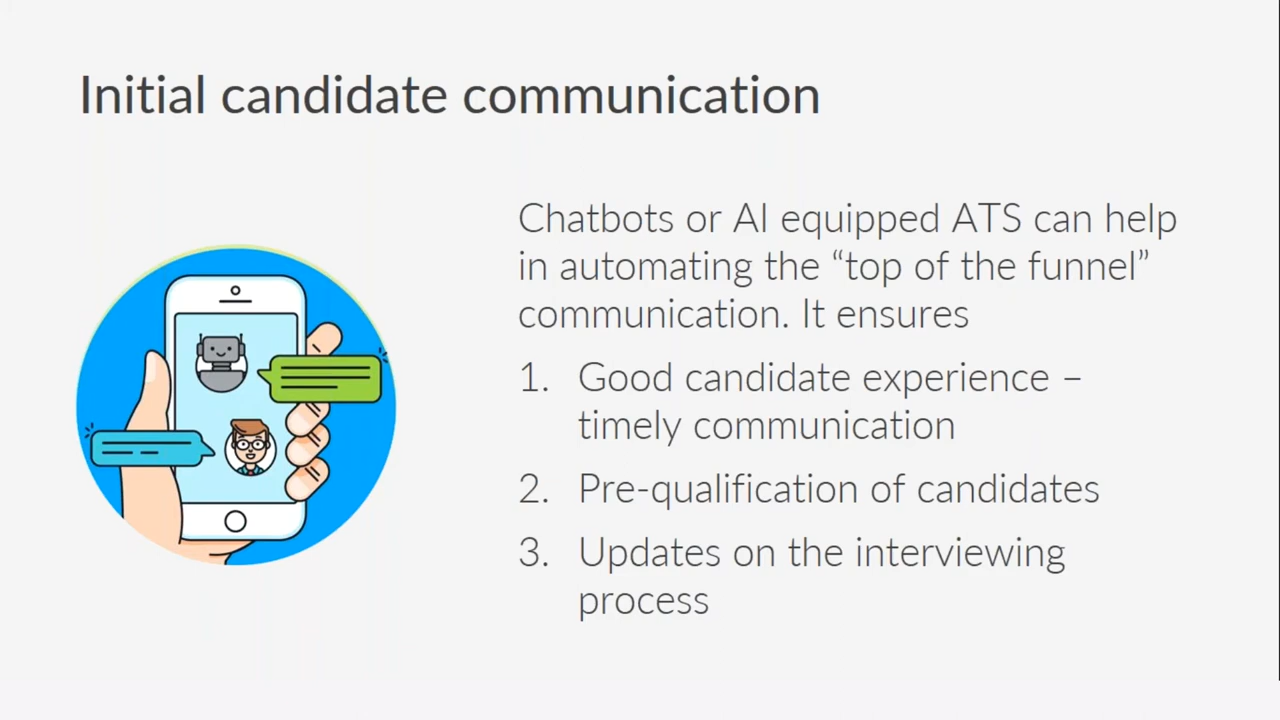 Initial candidate communication
Chatbots or AI equipped ATS can help
in automating the “top of the funnel”
communication. It ensures
1. Good candidate experience –
timely communication
2. Pre-qualification of candidates
3. Updates on the interviewing
process